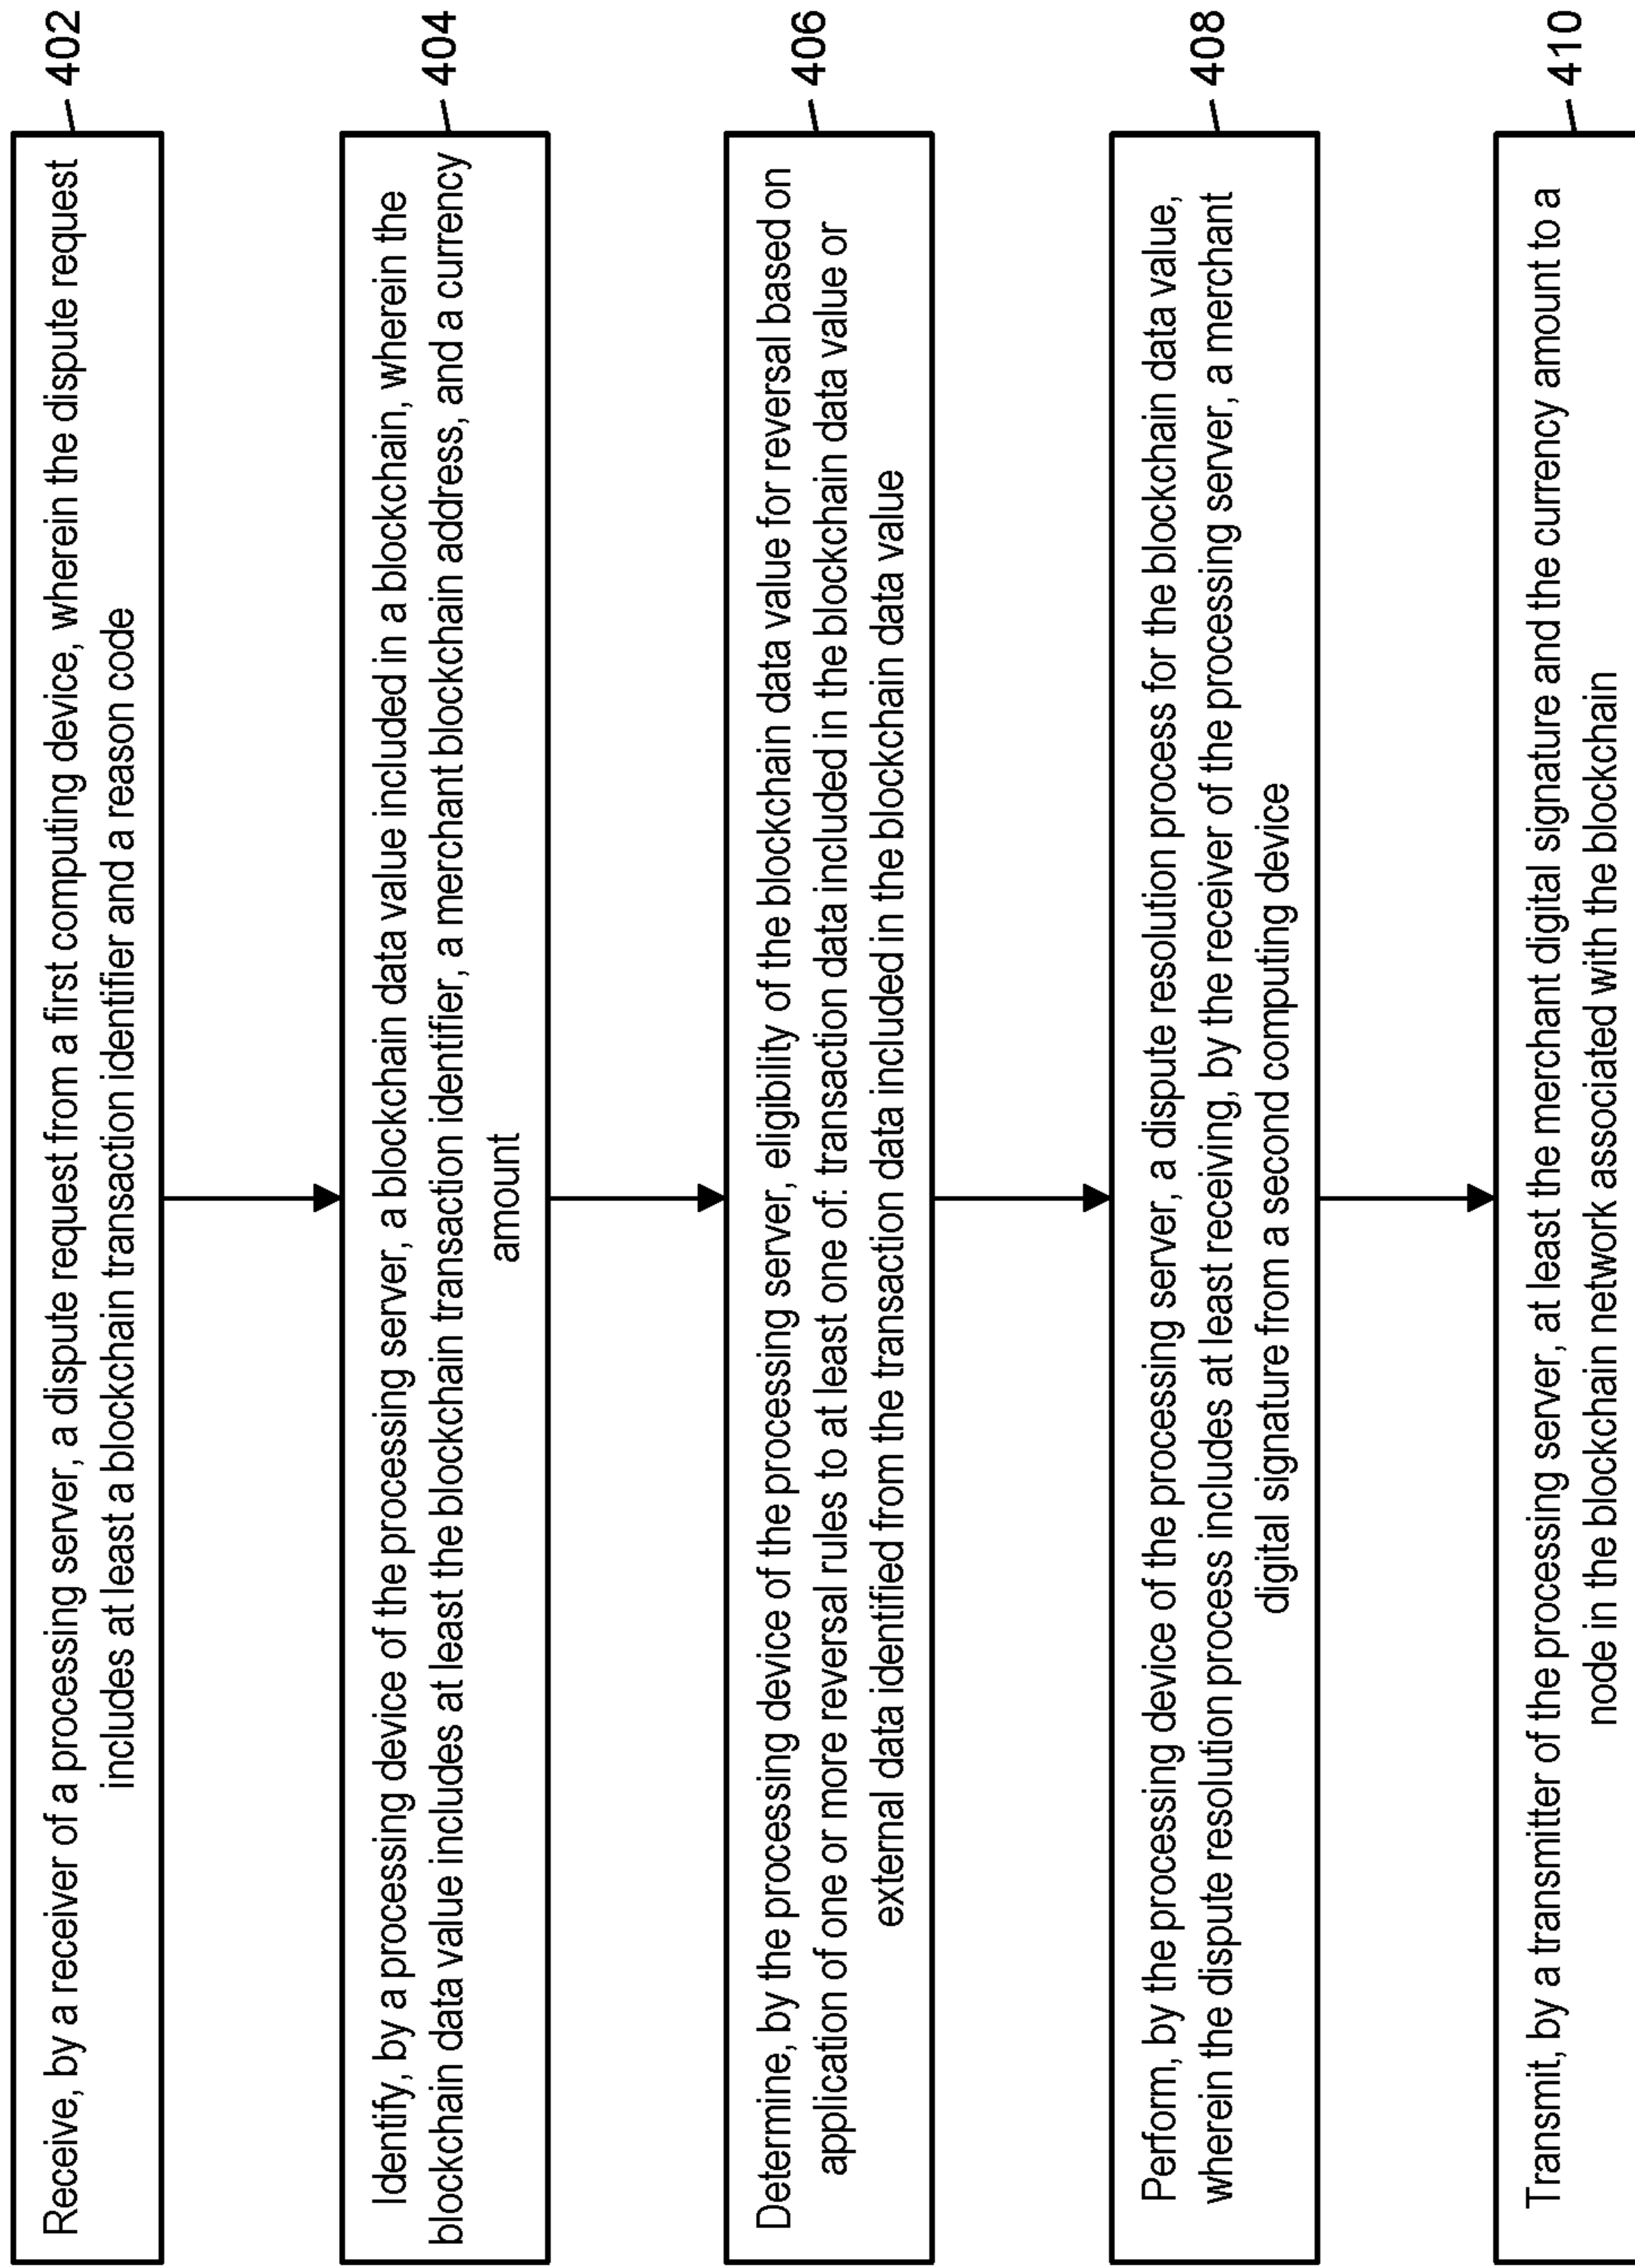 Receive, by a receiver of a processing server, a dispute request from a first computing device, wherein the dispute request
includes at least a blockchain transaction identifier and a reason code
402
Identify, by a processing device of the processing server, a blockchain data value included in a blockchain, wherein the
blockchain data value includes at least the blockchain transaction identifier, a merchant blockchain address, and a currency
amount
404
Determine, by the processing device of the processing server, eligibility of the blockchain data value for reversal based on
application of one or more reversal rules to at least one of: transaction data included in the blockchain data value or
external data identified from the transaction data included in the blockchain data value
406
Perform, by the processing device of the processing server, a dispute resolution process for the blockchain data value,
wherein the dispute resolution process includes at least receiving, by the receiver of the processing server, a merchant
digital signature from a second computing device
408
Transmit, by a transmitter of the processing server, at least the merchant digital signature and the currency amount to a
node in the blockchain network associated with the blockchain
410